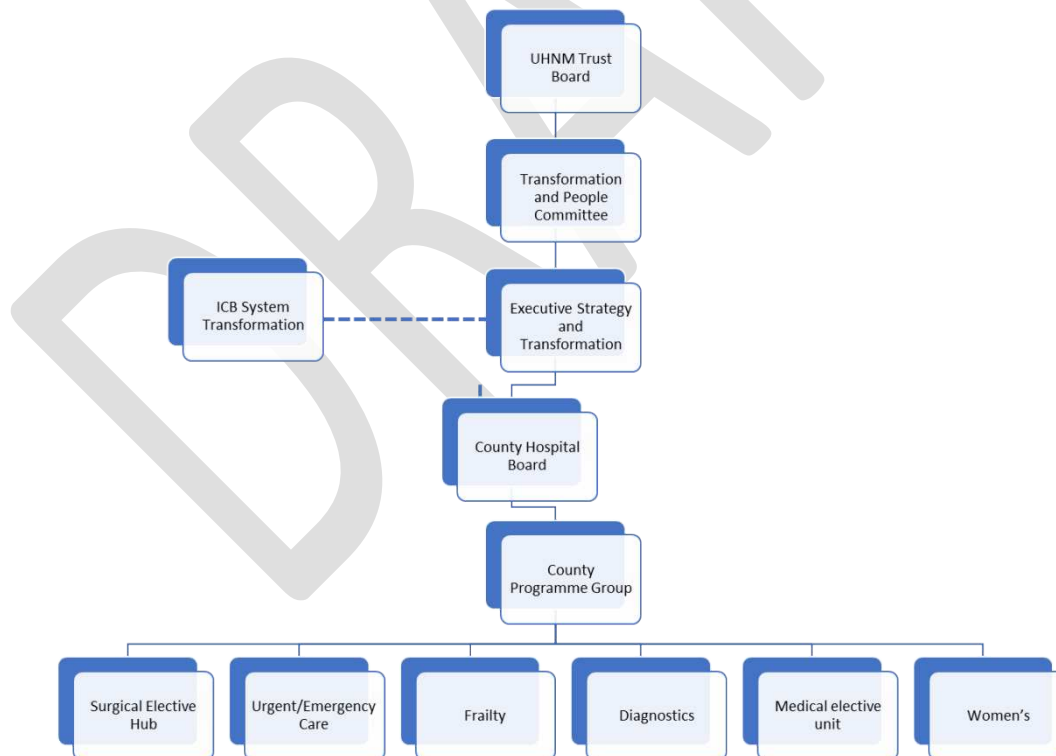 UHNM Trust
Board
Transformation
and People
Committee
ICB System
Transformation
Executive Strategy
and
Transformation
County Hospital
Board
County
Programme Group
Surgical Elective
Hub
Urgent/Emergency
Care
Frailty
Diagnostics
Medical elective
unit
Women's
DRA